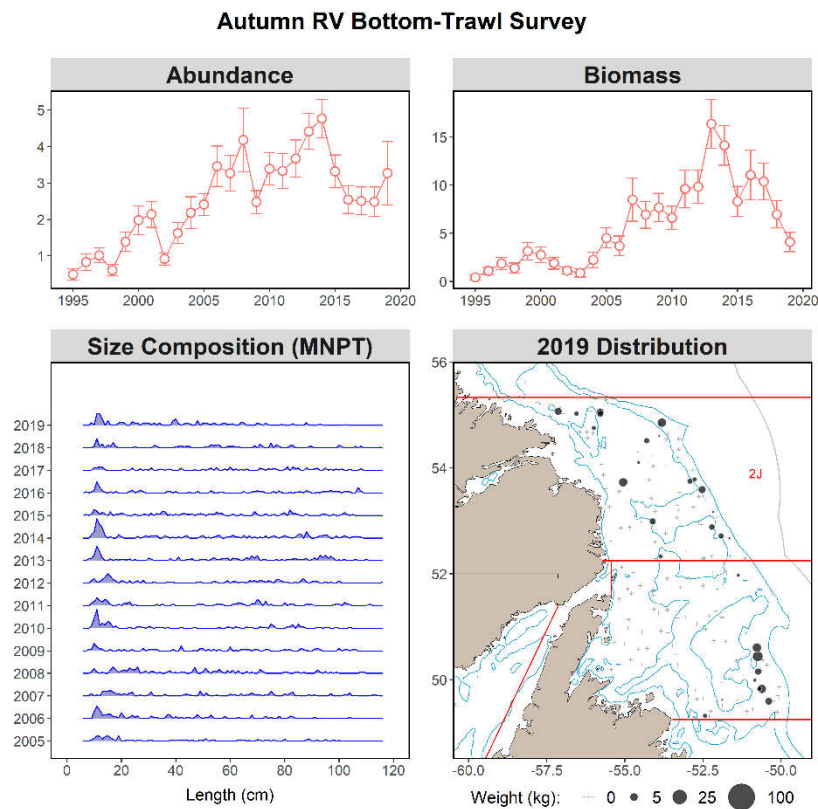 Autumn RV Bottom-Trawl Survey
Abundance
5
4
3
2
1
1995 2000 2005 2010 2015 2020
Biomass
15
10
5
0
1995 2000 2005 2010 2015 2020
Size Composition (MNPT)
2019
2018
2017
2016
2015
2014
2013
2012
2011
2010
2009
2008
2007
2006
2005
0 20 40 60 80 100 120
Length (cm)
2019 Distribution
56
54
52
50
2J
-60.0 -57.5 -55.0 -52.5 -50.0
Weight (kg): 0 5 25 100